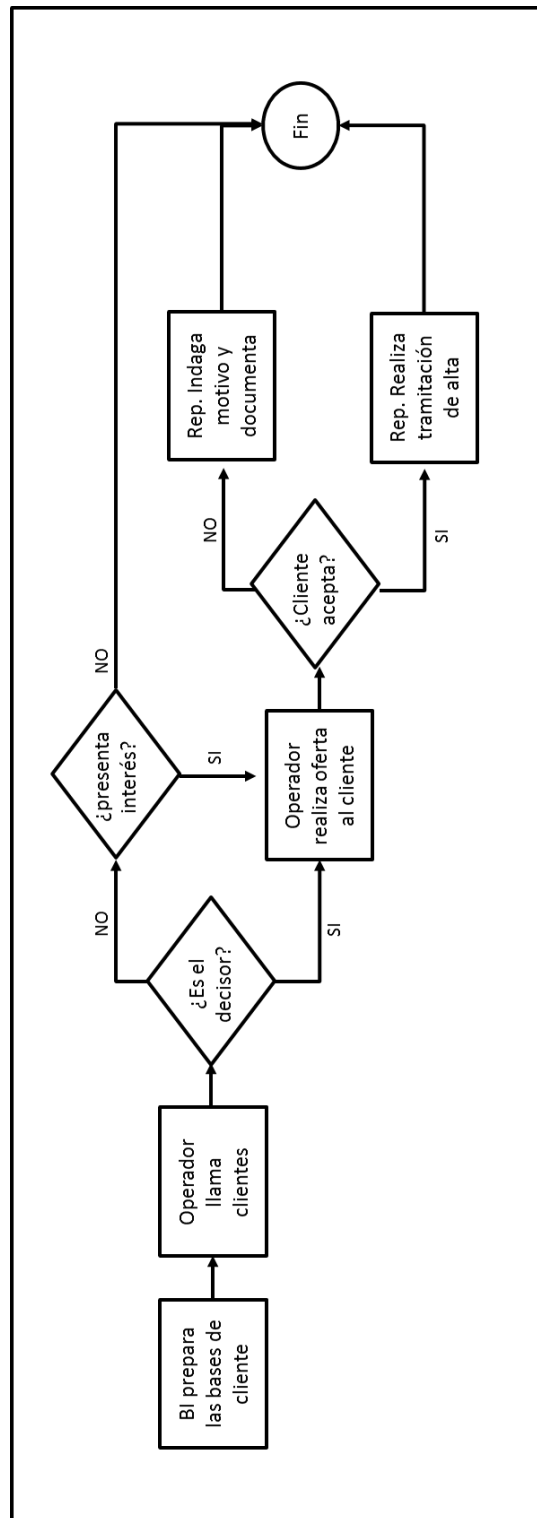 BI prepara
las bases de
cliente
Operador
llama
clientes
¿Es el
decisor?
NO
SI
¿presenta
interés?
NO
SI
Operador
realiza oferta
al cliente
¿Cliente
acepta?
NO
SI
Rep. Indaga
motivo y
documenta
Rep. Realiza
tramitación
de alta
Fin